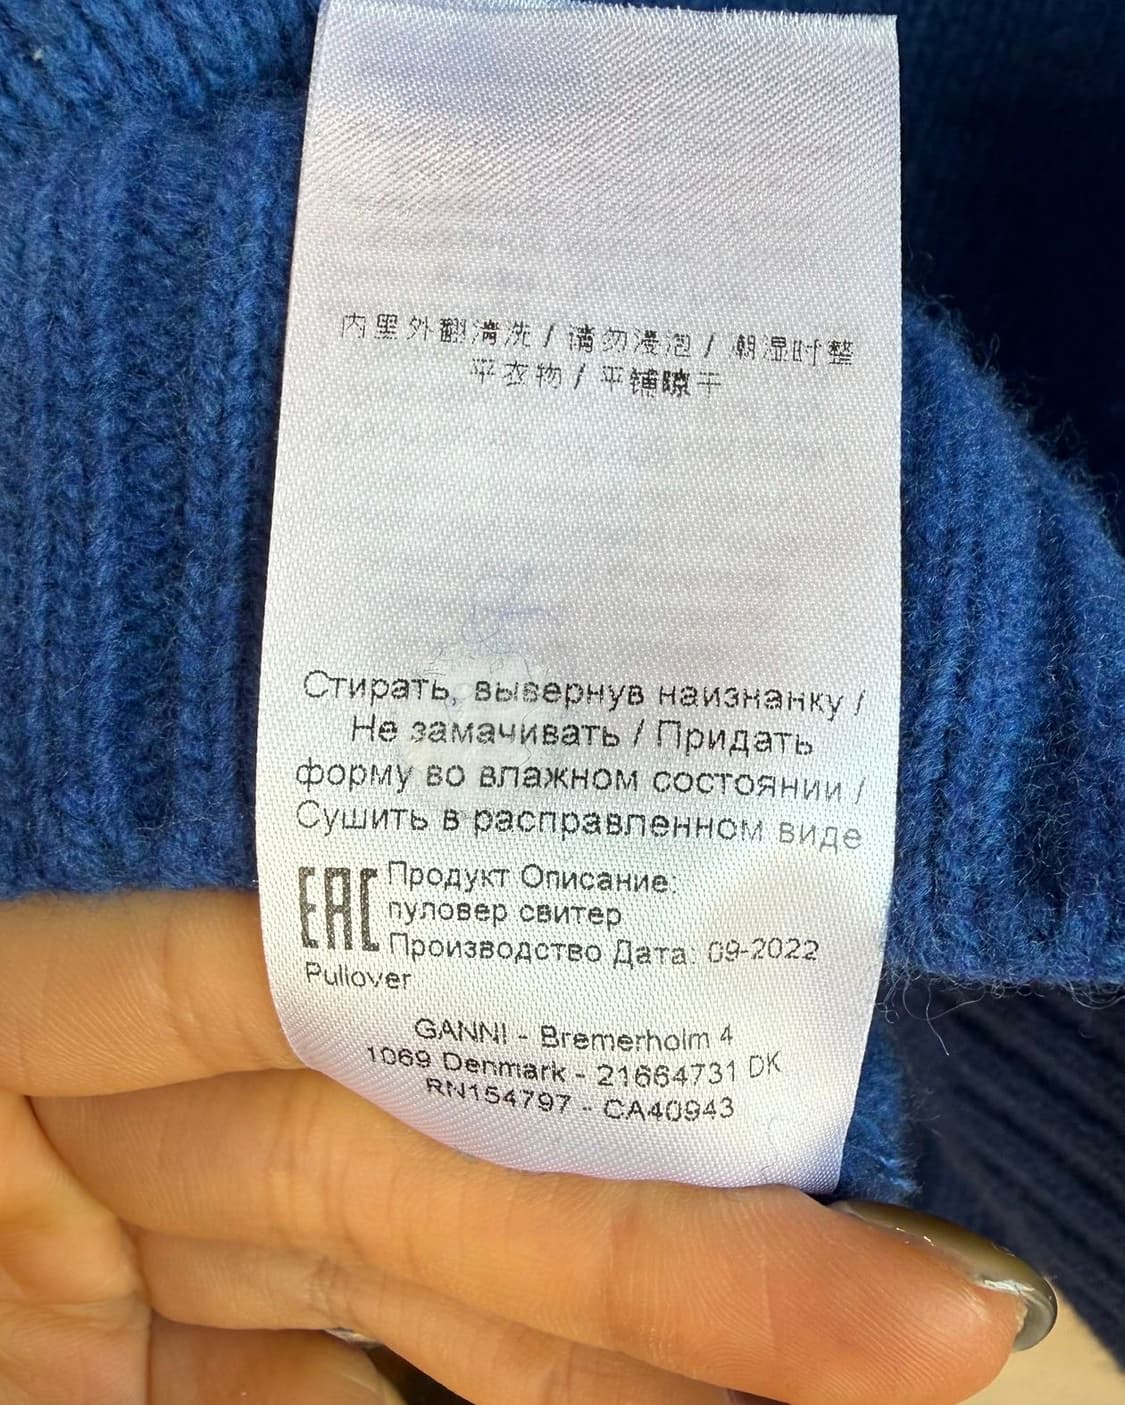 内里外翻清洗 / 请勿浸泡 / 朝湿时整
平衣物 / 平铺晾干
Стирать, вывернув наизнанку /
Не замачивать / Придать
форму во влажном состоянии /
Сушить в расправленном виде
EAC Продукт Описание:
пуловер свитер
Производство Дата: 09-2022
Pullover
GANNI - Bremerholm 4
1069 Denmark - 21664731 DK
RN154797 - CA40943